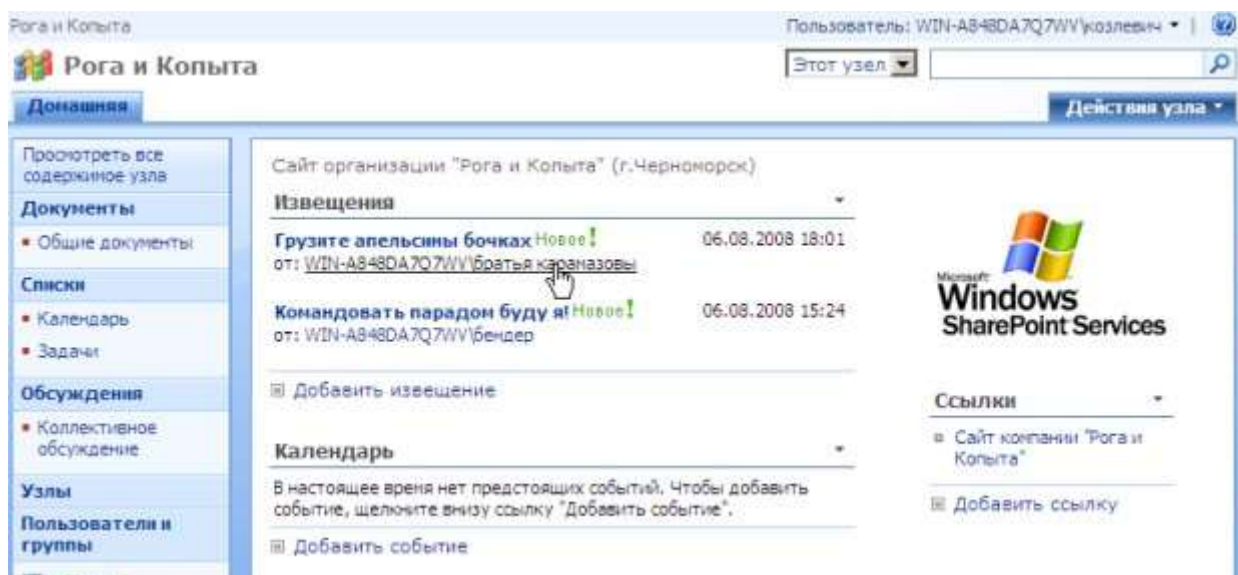 Рога и Копыта
Пользователь: WIN-A848DA7Q7WV\козлевич
Рога и Копыта
Этот узел
Домашняя
Действия узла
Просмотреть все
содержимое узла
Документы
Общие документы
Списки
Календарь
Задачи
Обсуждения
Коллективное
обсуждение
Узлы
Пользователи и
группы
Сайт организации "Рога и Копыта" (г.Черноморск)
Извещения
Грузите апельсины бочках Новое! 06.08.2008 18:01
от: WIN-A848DA7Q7WV\братья карамазовы
Командовать парадом буду я! Новое! 06.08.2008 15:24
от: WIN-A848DA7Q7WV\бендер
Добавить извещение
Календарь
В настоящее время нет предстоящих событий. Чтобы добавить
событие, щелкните внизу ссылку "Добавить событие".
Добавить событие
Microsoft
Windows
SharePoint Services
Ссылки
Сайт компании "Рога и
Копыта"
Добавить ссылку